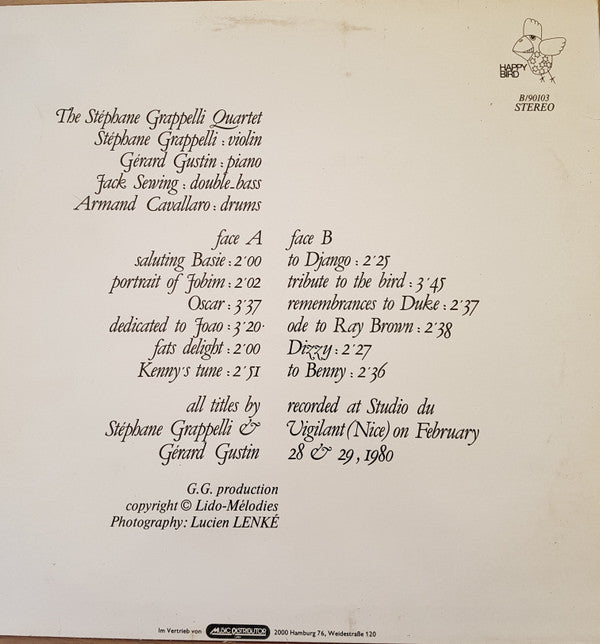 HAPPY
BIRD
B/90103
STEREO
The Stéphane Grappelli Quartet
Stéphane Grappelli : violin
Gérard Gustin : piano
Jack Sewing : double-bass
Armand Cavallaro : drums
face A
saluting Basie : 2'00
portrait of Jobim : 2'02
Oscar : 3'37
dedicated to Joao : 3'20
fats delight : 2'00
Kenny's tune : 2'51
all titles by
Stéphane Grappelli &
Gérard Gustin
face B
to Django : 2'25
tribute to the bird : 3'45
remembrances to Duke : 2'37
ode to Ray Brown : 2'38
Dizzy : 2'27
to Benny : 2'36
recorded at Studio du
Vigilant (Nice) on February
28 & 29, 1980
G.G. production
copyright © Lido-Mélodies
Photography: Lucien LENKÉ
Im Vertrieb von MUSIC DISTRIBUTOR 2000 Hamburg 76, Weidestraße 120